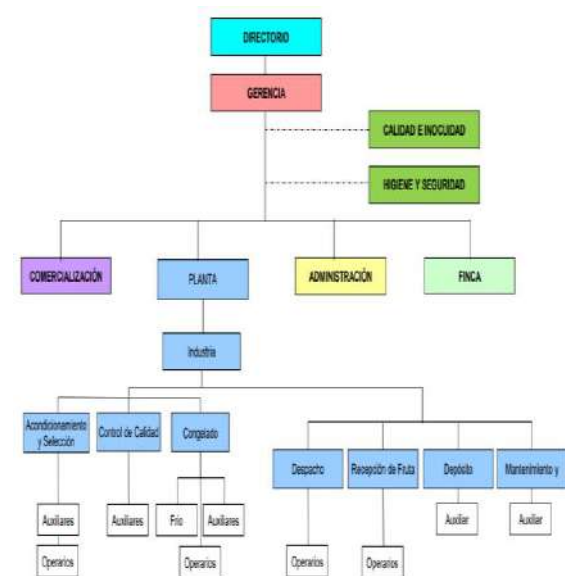 DIRECTORIO
GERENCIA
CALIDAD E INOCUIDAD
HIGIENE Y SEGURIDAD
COMERCIALIZACIÓN
PLANTA
ADMINISTRACIÓN
FINCA
Industria
Acondicionamiento
y Selección
Control de Calidad
Congelado
Despacho
Recepción de Fruta
Depósito
Mantenimiento y
Auxiliares
Auxiliares
Frio
Auxiliares
Auxiliar
Auxiliar
Operarios
Operarios
Operarios
Operarios